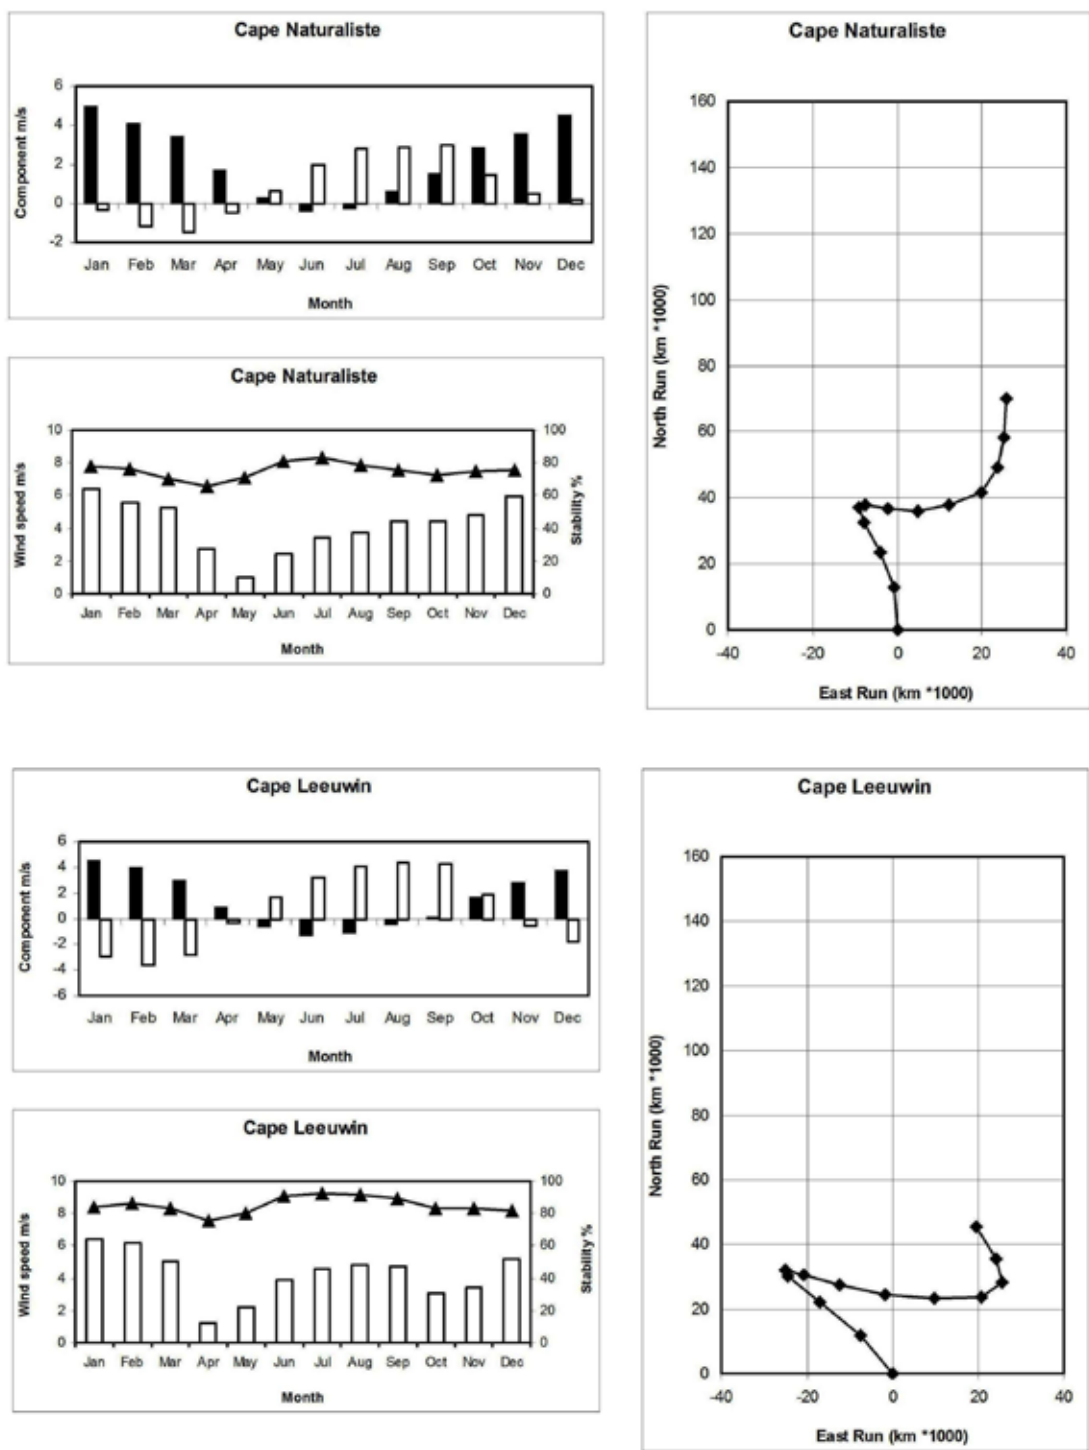 Cape Naturaliste
Component m/s
6
4
2
0
-2
Jan Feb Mar Apr May Jun Jul Aug Sep Oct Nov Dec
Month
Cape Naturaliste
Wind speed m/s
10
8
6
4
2
0
100
80
60
40
20
0
Stability %
Jan Feb Mar Apr May Jun Jul Aug Sep Oct Nov Dec
Month
Cape Naturaliste
North Run (km *1000)
160
140
120
100
80
60
40
20
0
-40 -20 0 20 40
East Run (km *1000)
Cape Leeuwin
Component m/s
6
4
2
0
-2
-4
-6
Jan Feb Mar Apr May Jun Jul Aug Sep Oct Nov Dec
Month
Cape Leeuwin
Wind speed m/s
10
8
6
4
2
0
100
80
60
40
20
0
Stability %
Jan Feb Mar Apr May Jun Jul Aug Sep Oct Nov Dec
Month
Cape Leeuwin
North Run (km *1000)
160
140
120
100
80
60
40
20
0
-40 -20 0 20 40
East Run (km *1000)